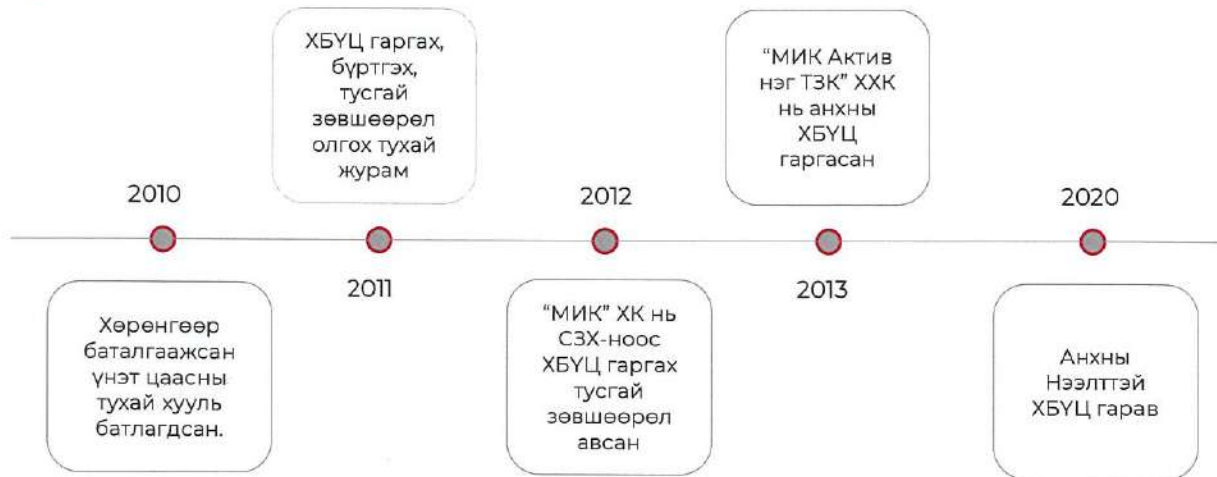 ХБҮЦ гаргах,
бүртгэх,
тусгай
зөвшөөрөл
олгох тухай
журам
"МИК Актив
нэг ТЗК" ХХК
нь анхны
ХБҮЦ
гаргасан
2010
2012
2020
2011
2013
Хөрөнгөөр
баталгаажсан
үнэт цаасны
тухай хууль
батлагдсан.
"МИК" ХК нь
СЗХ-ноос
ХБҮЦ гаргах
тусгай
зөвшөөрөл
авсан
Анхны
Нээлттэй
ХБҮЦ гарав